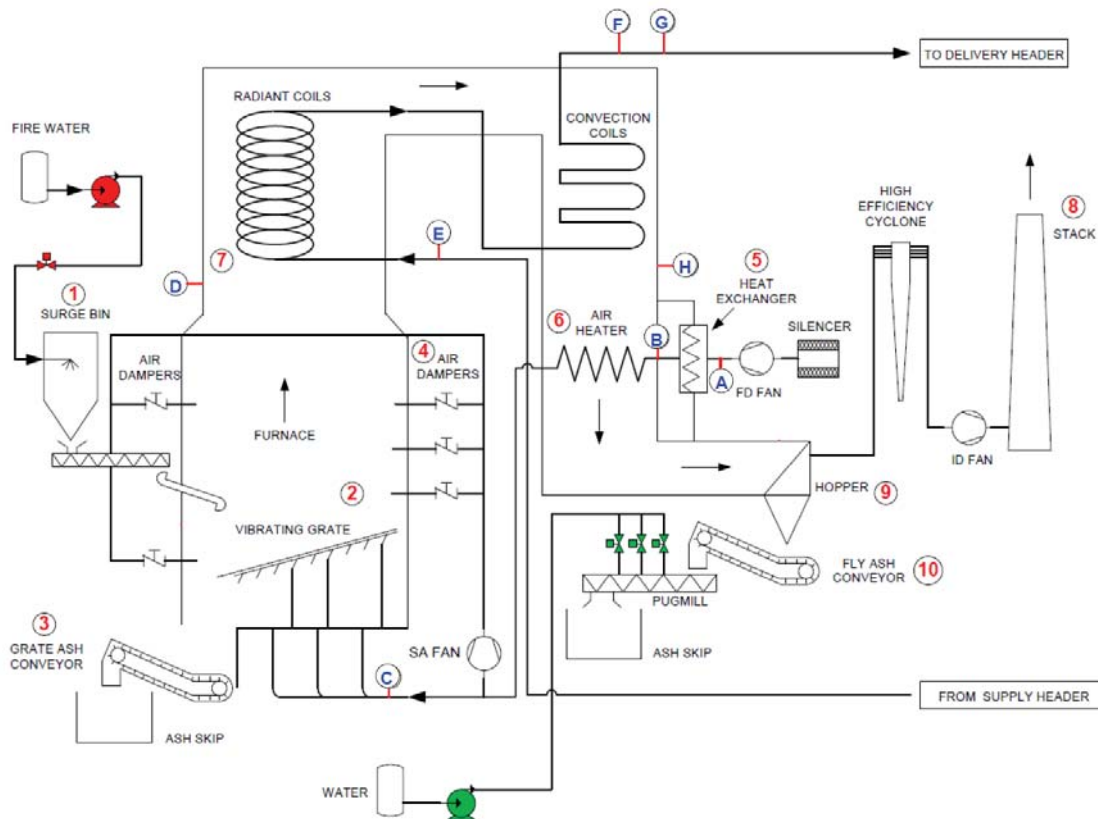 F
G
TO DELIVERY HEADER
RADIANT COILS
CONVECTION
COILS
FIRE WATER
HIGH
EFFICIENCY
CYCLONE
8
STACK
E
7
D
H
5
HEAT
EXCHANGER
1
SURGE BIN
6
AIR
HEATER
SILENCER
B
A
FD FAN
4
AIR
DAMPERS
AIR
DAMPERS
FURNACE
ID FAN
2
HOPPER
9
VIBRATING GRATE
FLY ASH
CONVEYOR
10
PUGMILL
3
GRATE ASH
CONVEYOR
SA FAN
ASH SKIP
C
FROM SUPPLY HEADER
ASH SKIP
WATER